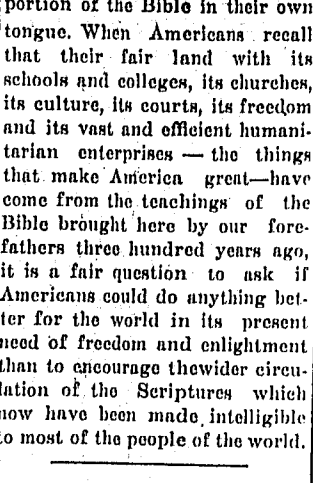 portion of the Bible in their own
tongue. When Americans recall
that their fair land with its
schools and colleges, its churches,
its culture, its courts, its freedom
and its vast and efficient humani-
tarian enterprises — the things
that make America great—have
come from the teachings of the
Bible brought here by our fore-
fathers three hundred years ago,
it is a fair question to ask if
Americans could do anything bet-
ter for the world in its present
need of freedom and enlightment
than to encourage thewider circu-
lation of the Scriptures which
now have been made intelligible
to most of the people of the world.